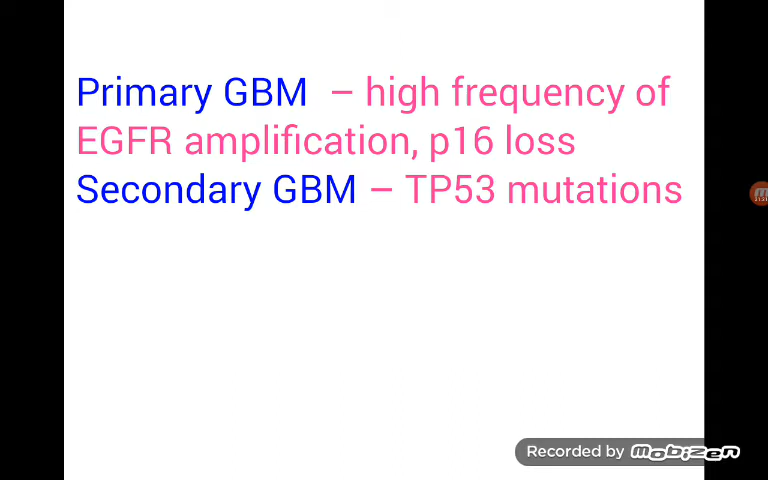 Primary GBM – high frequency of
EGFR amplification, p16 loss
Secondary GBM – TP53 mutations
Recorded by mobizen